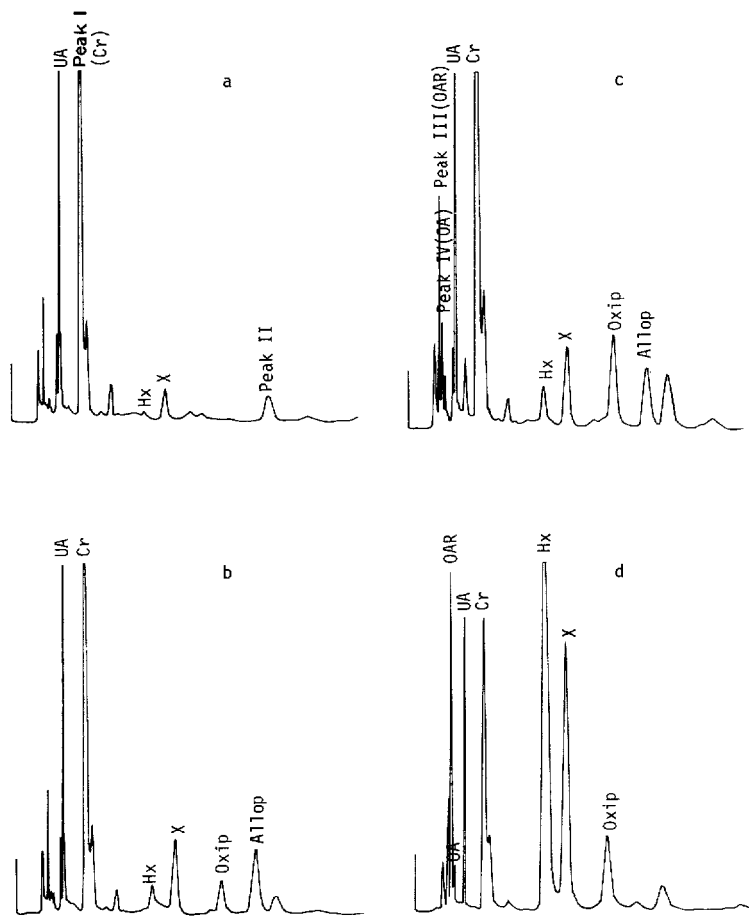 UA
Peak I
(Cr)
a
Hx
X
Peak II
Peak IV(OA)
Peak III(OAR)
UA
Cr
c
Hx
X
Oxip
Allop
UA
Cr
b
Hx
X
Oxip
Allop
OAR
OA
UA
Cr
Hx
X
d
Oxip